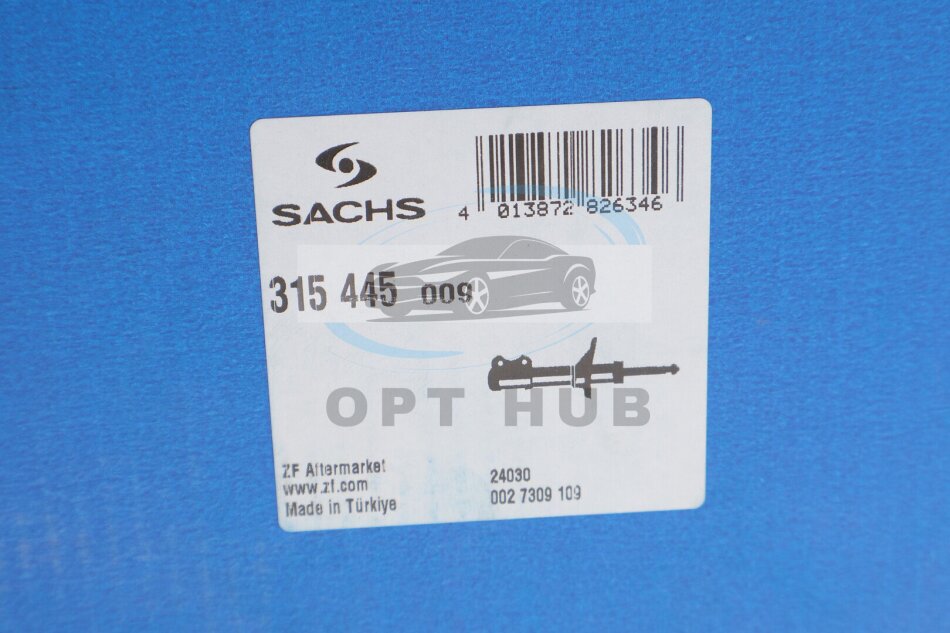 SACHS
4 013872 826346
315 445 009
OPT HUB
ZF Aftermarket
www.zf.com
Made in Türkiye
24030
002 7309 109